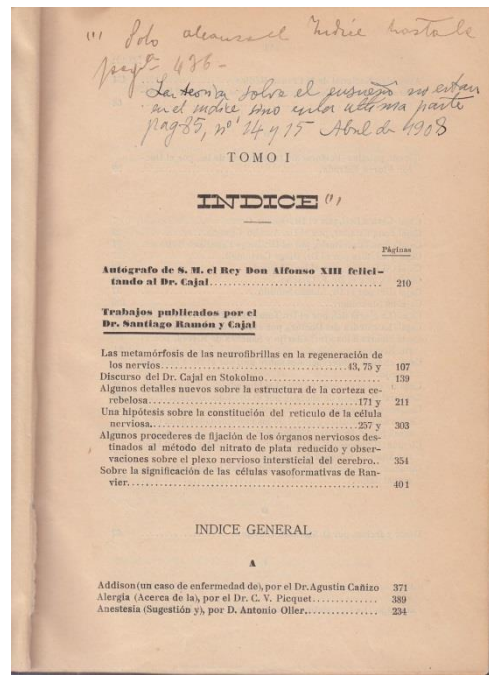 (1) Solo alcanza el Indice hasta la
pag.ª 436 -
Las teorias sobre el ensueño no estan
en el indice, sino en la ultima parte
pag 85, nº 14 y 15 Abril de 1908
TOMO I
INDICE (1)
Páginas
Autógrafo de S. M. el Rey Don Alfonso XIII felici-
tando al Dr. Cajal 210
Trabajos publicados por el
Dr. Santiago Ramón y Cajal
Las metamórfosis de las neurofibrillas en la regeneración de
los nervios 43, 75 y 107
Discurso del Dr. Cajal en Stokolmo 139
Algunos detalles nuevos sobre la estructura de la corteza ce-
rebelosa 171 y 211
Una hipótesis sobre la constitución del retículo de la célula
nerviosa 257 y 303
Algunos procederes de fijación de los órganos nerviosos des-
tinados al método del nitrato de plata reducido y obser-
vaciones sobre el plexo nervioso intersticial del cerebro.. 354
Sobre la significación de las células vasoformativas de Ran-
vier 401
INDICE GENERAL
A
Addison (un caso de enfermedad de), por el Dr. Agustín Cañizo 371
Alergia (Acerca de la), por el Dr. C. V. Picquet 389
Anestesia (Sugestión y), por D. Antonio Oller 234